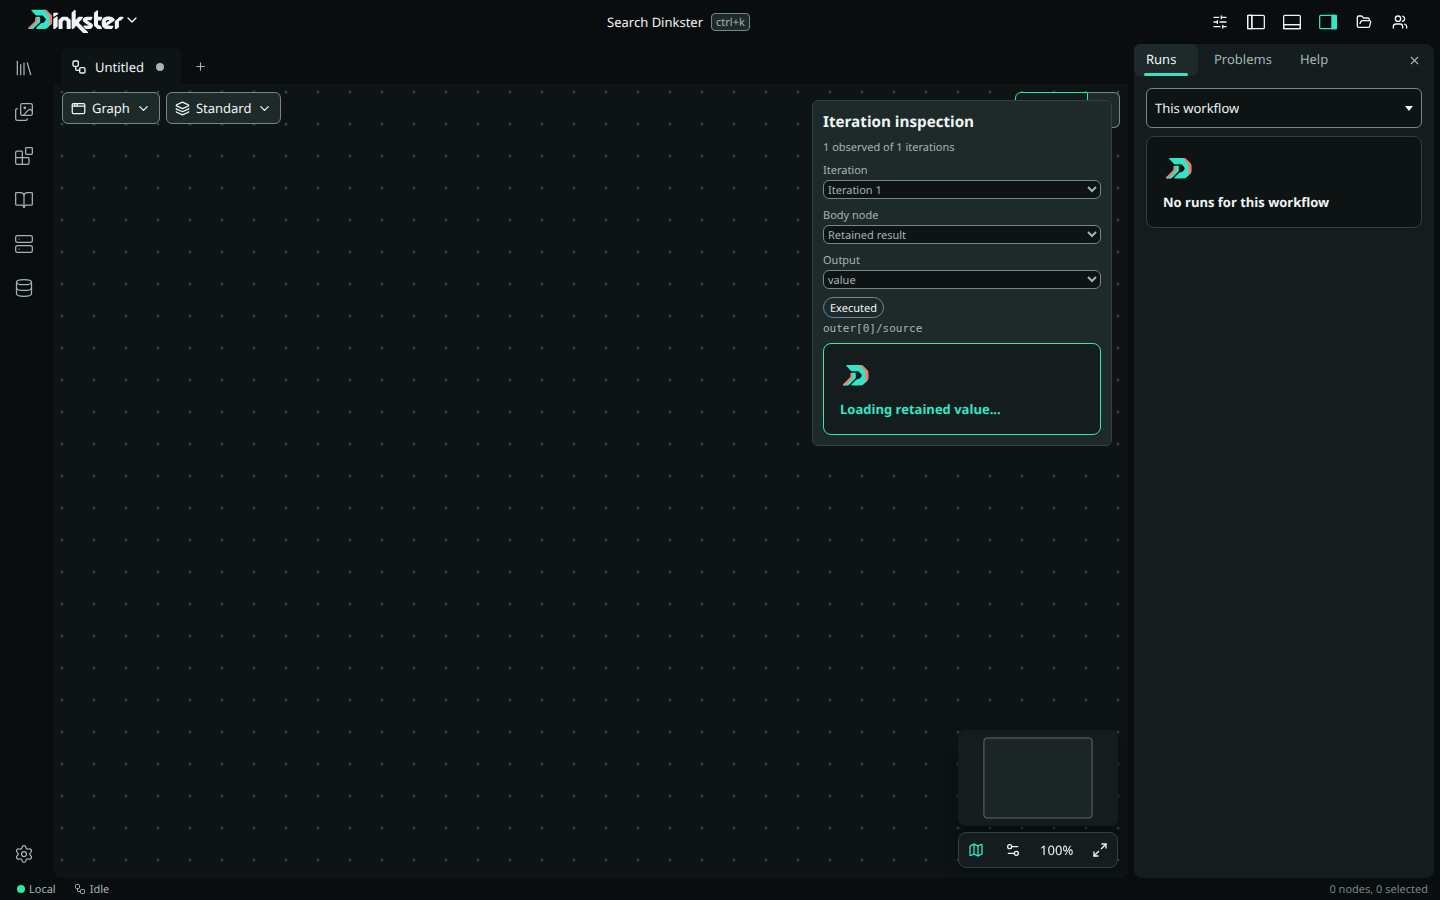 Dinkster
Search Dinkster ctrl+k
Untitled
Graph
Standard
Iteration inspection
1 observed of 1 iterations
Iteration
Iteration 1
Body node
Retained result
Output
value
Executed
outer[0]/source
Loading retained value...
100%
Runs Problems Help
This workflow
No runs for this workflow
Local Idle
0 nodes, 0 selected